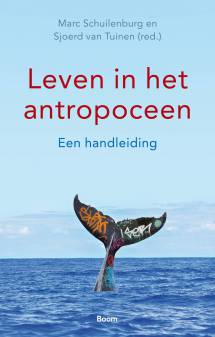 Marc Schuilenburg en
Sjoerd van Tuinen (red.)
Leven in het
antropoceen
Een handleiding
Boom